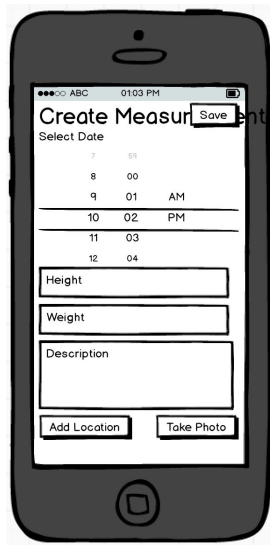 ABC 01:03 PM
Create Measur ent Save
Select Date
7 59
8 00
9 01 AM
10 02 PM
11 03
12 04
Height
Weight
Description
Add Location Take Photo